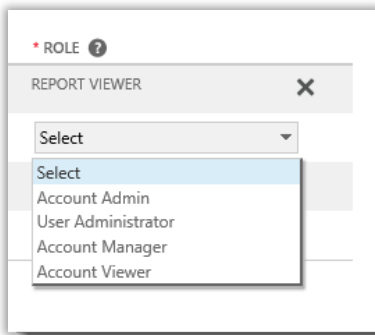 * ROLE ?
REPORT VIEWER
Select
Select
Account Admin
User Administrator
Account Manager
Account Viewer